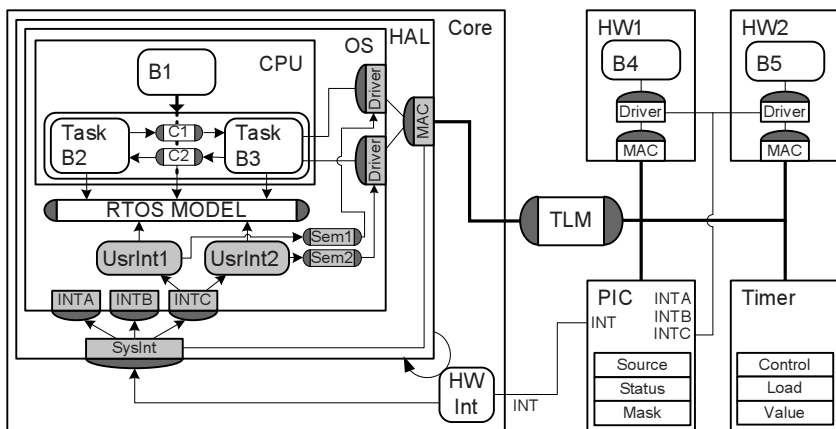 OS
HAL
Core
CPU
B1
Task
B2
C1
C2
Task
B3
Driver
Driver
MAC
RTOS MODEL
UsrInt1
UsrInt2
Sem1
Sem2
INTA
INTB
INTC
SysInt
HW
Int
INT
TLM
HW1
B4
Driver
MAC
HW2
B5
Driver
MAC
PIC
INTA
INTB
INTC
INT
Source
Status
Mask
Timer
Control
Load
Value